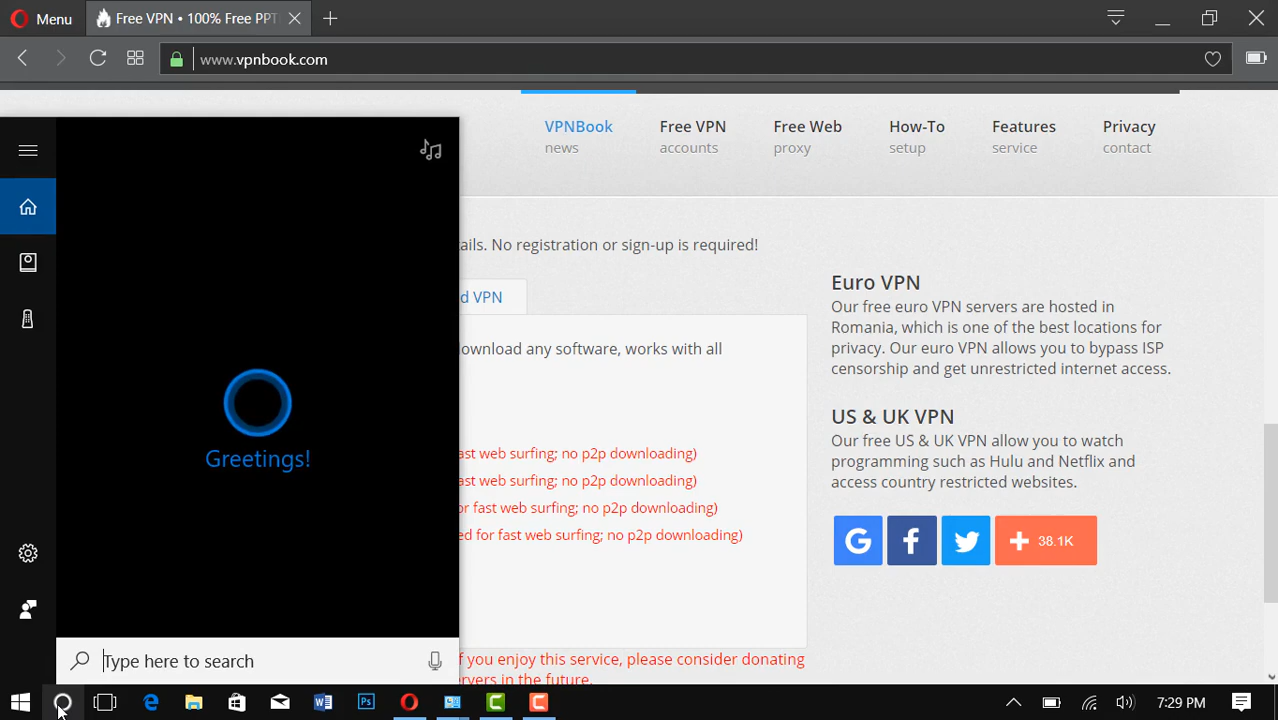 Menu
Free VPN • 100% Free PPT
www.vpnbook.com
VPNBook
news
Free VPN
accounts
Free Web
proxy
How-To
setup
Features
service
Privacy
contact
tails. No registration or sign-up is required!
d VPN
ownload any software, works with all
ast web surfing; no p2p downloading)
ast web surfing; no p2p downloading)
or fast web surfing; no p2p downloading)
ed for fast web surfing; no p2p downloading)
f you enjoy this service, please consider donating
ervers in the future.
Euro VPN
Our free euro VPN servers are hosted in
Romania, which is one of the best locations for
privacy. Our euro VPN allows you to bypass ISP
censorship and get unrestricted internet access.
US & UK VPN
Our free US & UK VPN allow you to watch
programming such as Hulu and Netflix and
access country restricted websites.
38.1K
Greetings!
Type here to search
7:29 PM